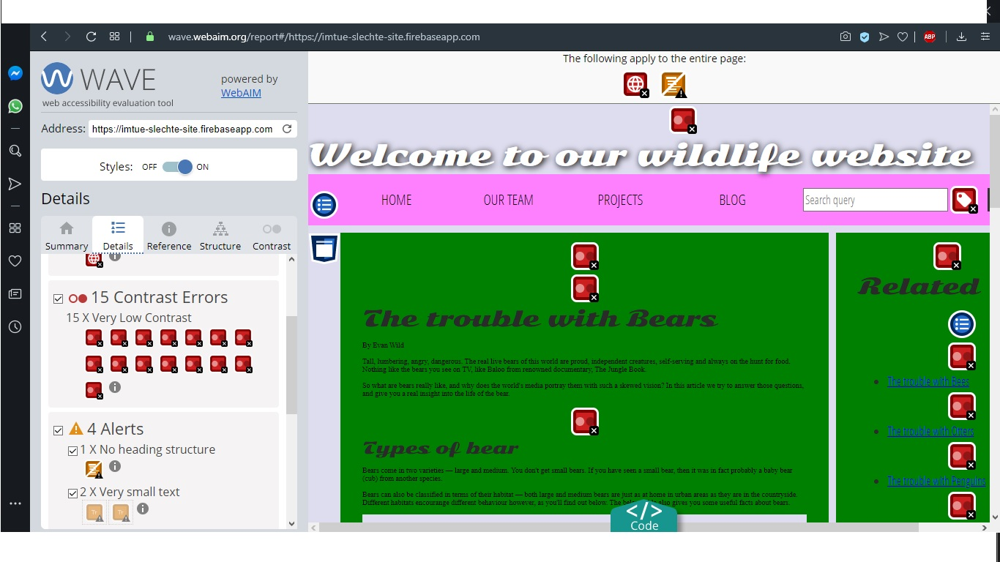 wave.webaim.org/report#/https://imtue-slechte-site.firebaseapp.com
ABP
WAVE
web accessibility evaluation tool
powered by
WebAIM
Address: https://imtue-slechte-site.firebaseapp.com
Styles: OFF ON
Details
Summary Details Reference Structure Contrast
15 Contrast Errors
15 X Very Low Contrast
4 Alerts
1 X No heading structure
2 X Very small text
The following apply to the entire page:
Welcome to our wildlife website
HOME OUR TEAM PROJECTS BLOG Search query
The trouble with Bears
By Evan Wild
Tall, lumbering, angry, dangerous. The real live bears of this world are proud, independent creatures, self-serving and always on the hunt for food.
Nothing like the bears you see on TV, like Baloo from renowned documentary, The Jungle Book.
So what are bears really like, and why does the world's media portray them with such a skewed vision? In this article we try to answer those questions,
and give you a real insight into the life of the bear.
Types of bear
Bears come in two varieties — large and medium. You don't get small bears. If you have seen a small bear, then it was in fact probably a baby bear
(cub) from another species.
Bears can also be classified in terms of their habitat — both large and medium bears are just as at home in urban areas as they are in the countryside.
Different habitats encourange different behaviour however, as you'll find out below. The also gives you some useful facts about bears.
</> Code
Related
The trouble with Bees
The trouble with Otters
The trouble with Penguins